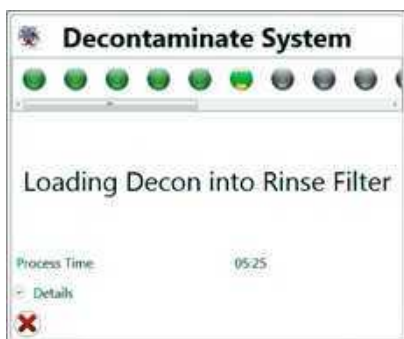 Decontaminate System
Loading Decon into Rinse Filter
Process Time 05:25
Details